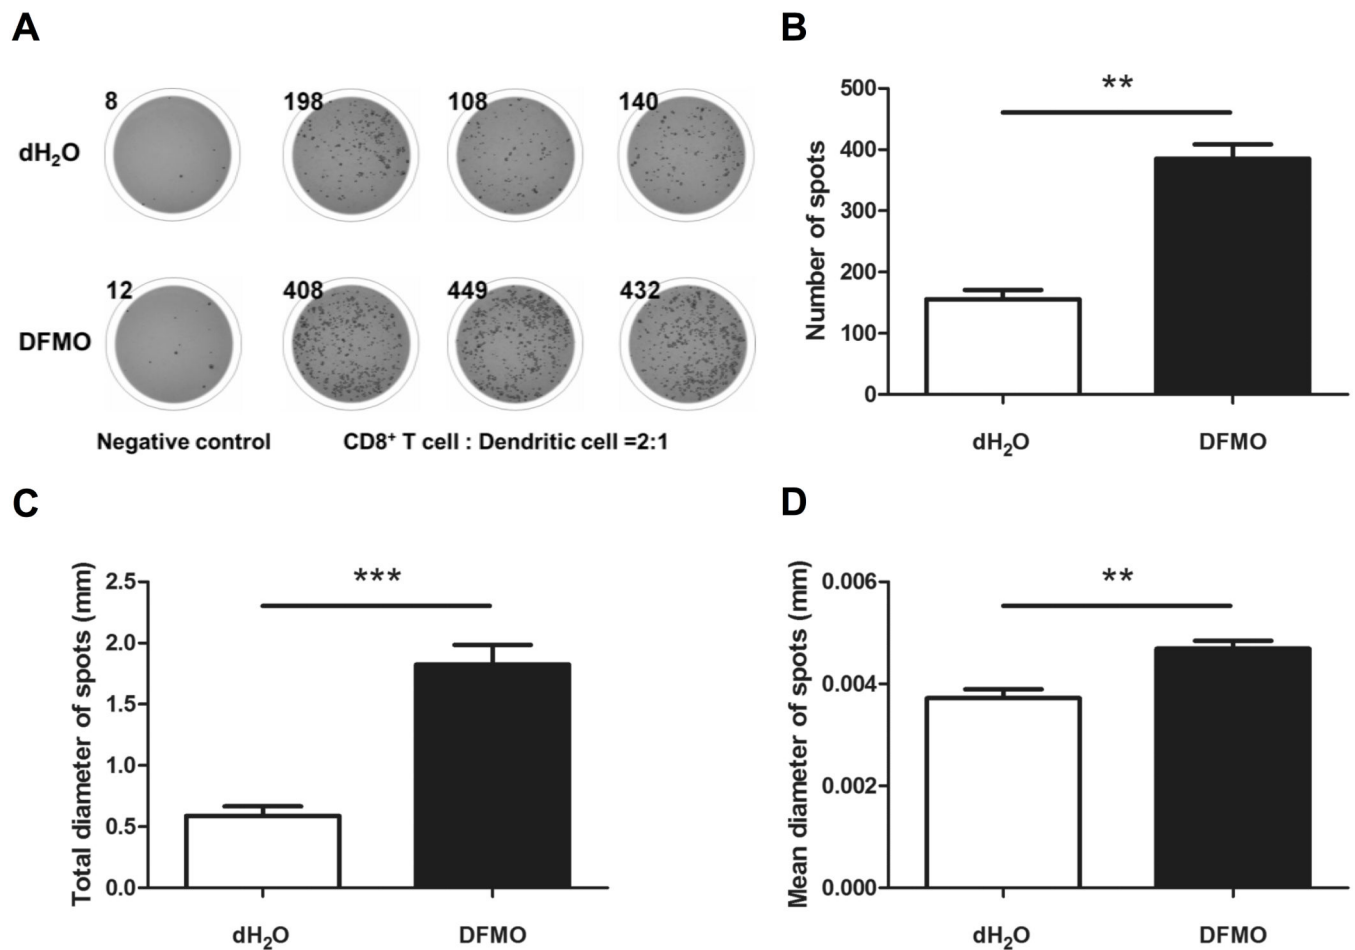 A
8
198
108
140
dH₂O
12
408
449
432
DFMO
Negative control
CD8⁺ T cell : Dendritic cell =2:1
B
**
500
400
300
200
100
0
Number of spots
dH₂O
DFMO
C
***
2.5
2.0
1.5
1.0
0.5
0.0
Total diameter of spots (mm)
dH₂O
DFMO
D
**
0.006
0.004
0.002
0.000
Mean diameter of spots (mm)
dH₂O
DFMO